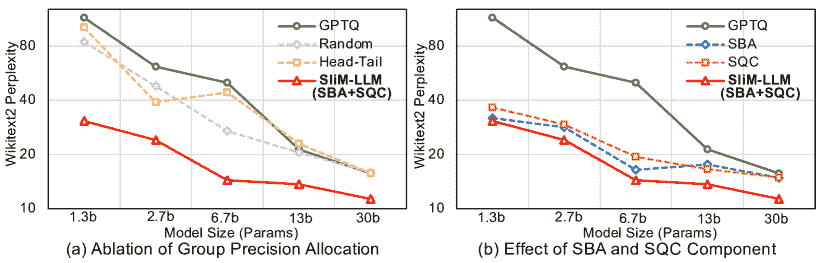 Wikitext2 Perplexity
80
40
20
10
GPTQ
Random
Head-Tail
SliM-LLM
(SBA+SQC)
1.3b 2.7b 6.7b 13b 30b
Model Size (Params)
(a) Ablation of Group Precision Allocation
Wikitext2 Perplexity
80
40
20
10
GPTQ
SBA
SQC
SliM-LLM
(SBA+SQC)
1.3b 2.7b 6.7b 13b 30b
Model Size (Params)
(b) Effect of SBA and SQC Component